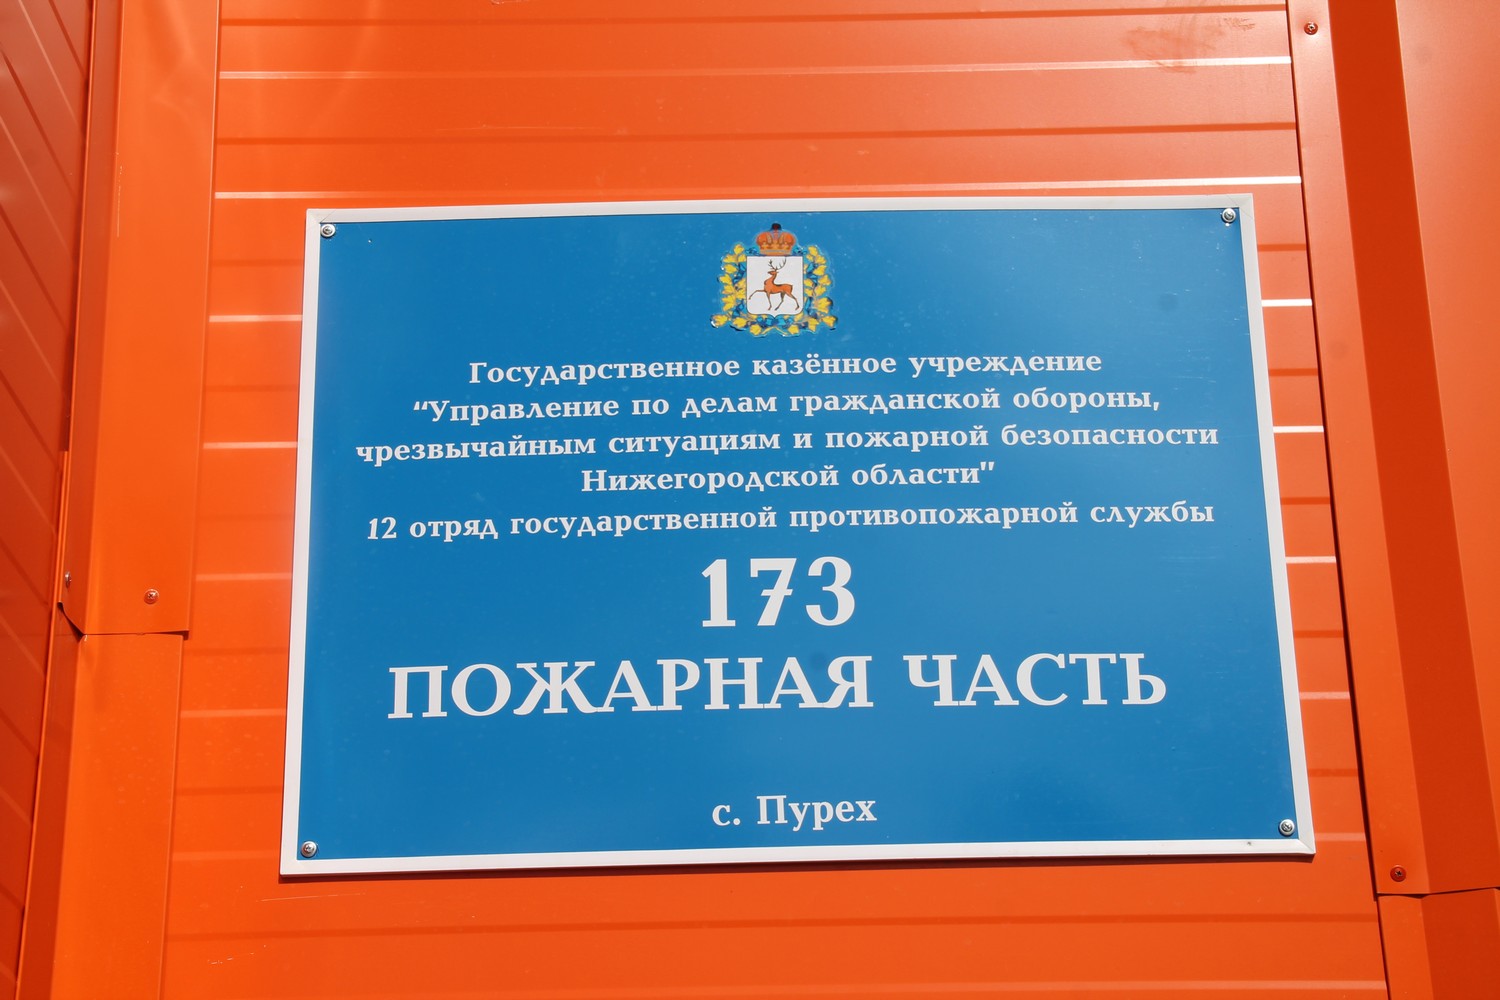 Государственное казённое учреждение
“Управление по делам гражданской обороны,
чрезвычайным ситуациям и пожарной безопасности
Нижегородской области”
12 отряд государственной противопожарной службы
173
ПОЖАРНАЯ ЧАСТЬ
с. Пурех